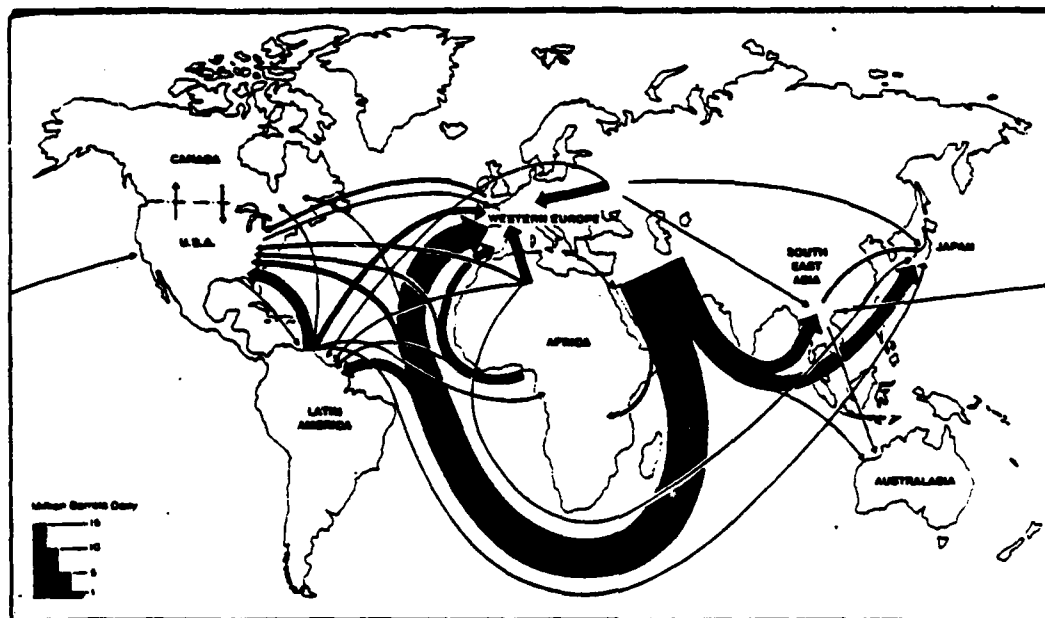 CANADA
U.S.A.
WESTERN EUROPE
SOUTH
EAST
ASIA
JAPAN
AFRICA
LATIN
AMERICA
AUSTRALASIA
Million Barrels Daily
15
10
5
1